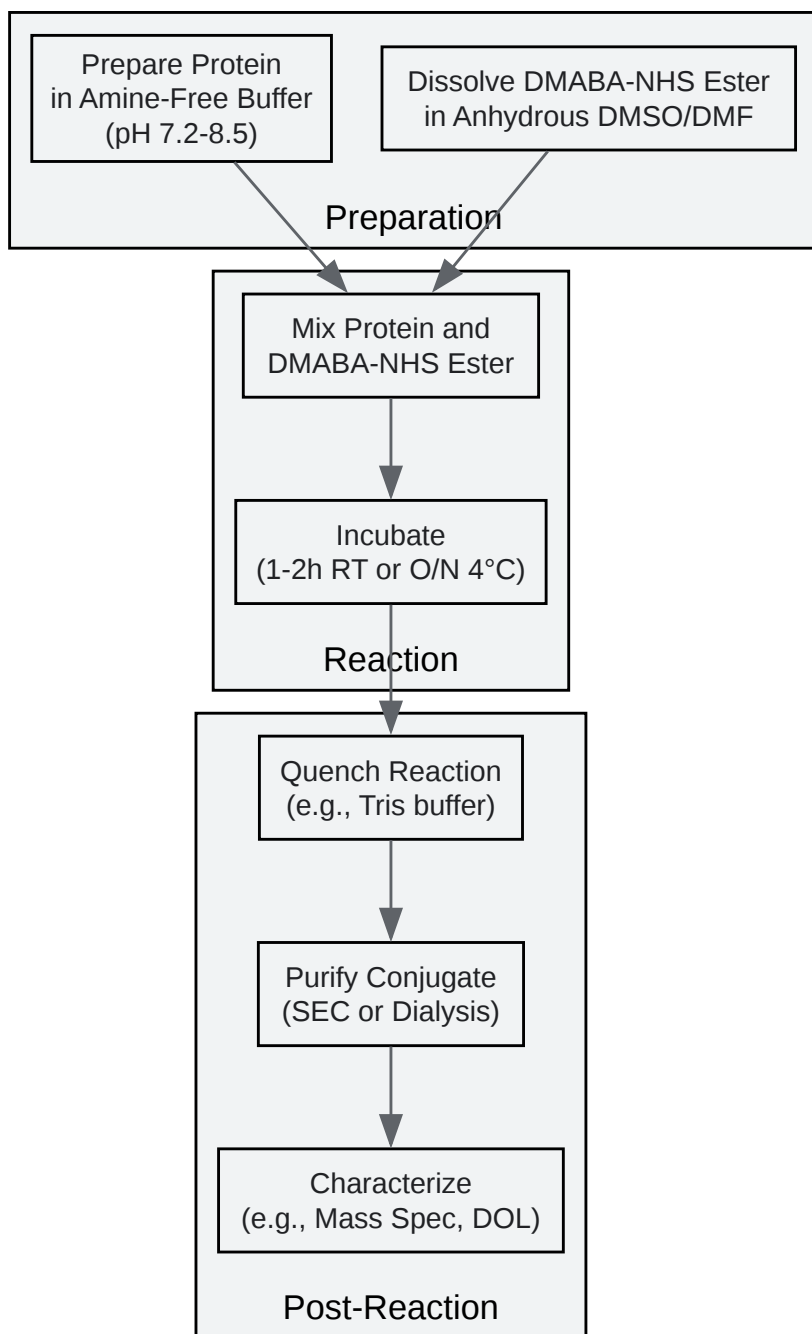 Prepare Protein
in Amine-Free Buffer
(pH 7.2-8.5)
Dissolve DMABA-NHS Ester
in Anhydrous DMSO/DMF
Preparation
Mix Protein and
DMABA-NHS Ester
Incubate
(1-2h RT or O/N 4°C)
Reaction
Quench Reaction
(e.g., Tris buffer)
Purify Conjugate
(SEC or Dialysis)
Characterize
(e.g., Mass Spec, DOL)
Post-Reaction